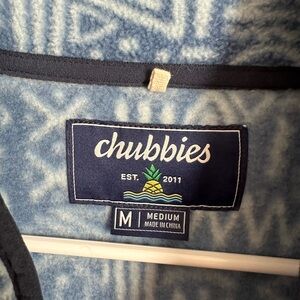 chubbies
EST. 2011
M MEDIUM
MADE IN CHINA